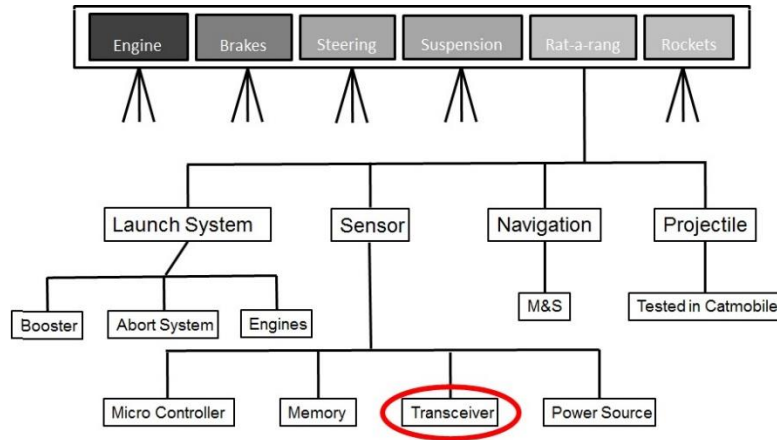 Engine
Brakes
Steering
Suspension
Rat-a-rang
Rockets
Launch System
Sensor
Navigation
Projectile
Booster
Abort System
Engines
M&S
Tested in Catmobile
Micro Controller
Memory
Transceiver
Power Source